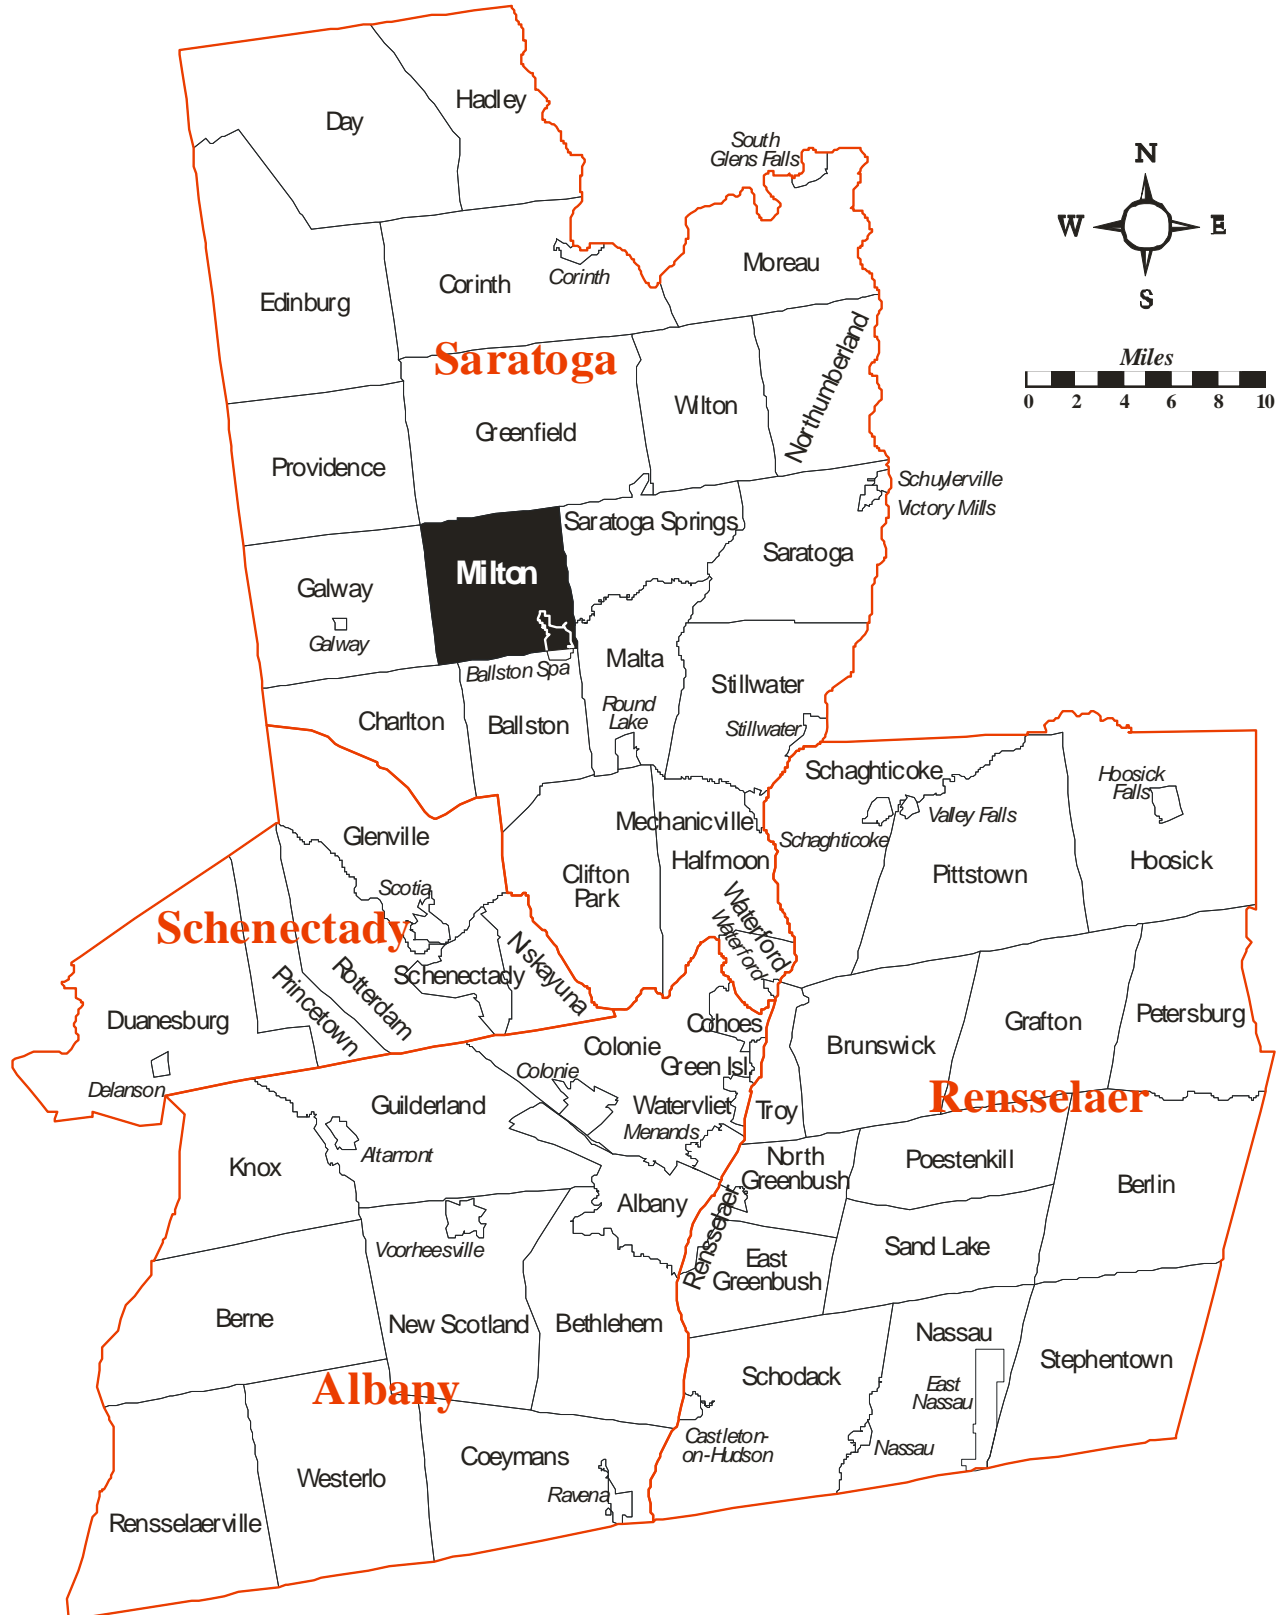 Hadley
Day
South
Glens Falls
N
W
E
S
Moreau
Corinth
Corinth
Edinburg
Miles
0 2 4 6 8 10
Saratoga
Northumberland
Wilton
Greenfield
Providence
Schuylerville
Victory Mills
Saratoga Springs
Saratoga
Milton
Galway
Galway
Malta
Ballston Spa
Stillwater
Round
Lake
Charlton
Ballston
Stillwater
Schaghticoke
Hoosick
Falls
Valley Falls
Mechanicville
Schaghticoke
Glenville
Halfmoon
Hoosick
Clifton
Park
Pittstown
Scotia
Waterford
Waterford
Schenectady
Niskayuna
Schenectady
Rotterdam
Princetown
Duanesburg
Cohoes
Petersburg
Grafton
Colonie
Brunswick
Green Isl.
Colonie
Delanson
Rensselaer
Guilderland
Watervliet
Troy
Menands
Altamont
Knox
North
Greenbush
Poestenkill
Berlin
Albany
Rensselaer
Voorheesville
Sand Lake
East
Greenbush
Berne
New Scotland
Bethlehem
Nassau
Stephentown
Schodack
Albany
East
Nassau
Castleton-
on-Hudson
Nassau
Coeymans
Westerlo
Ravena
Rensselaerville